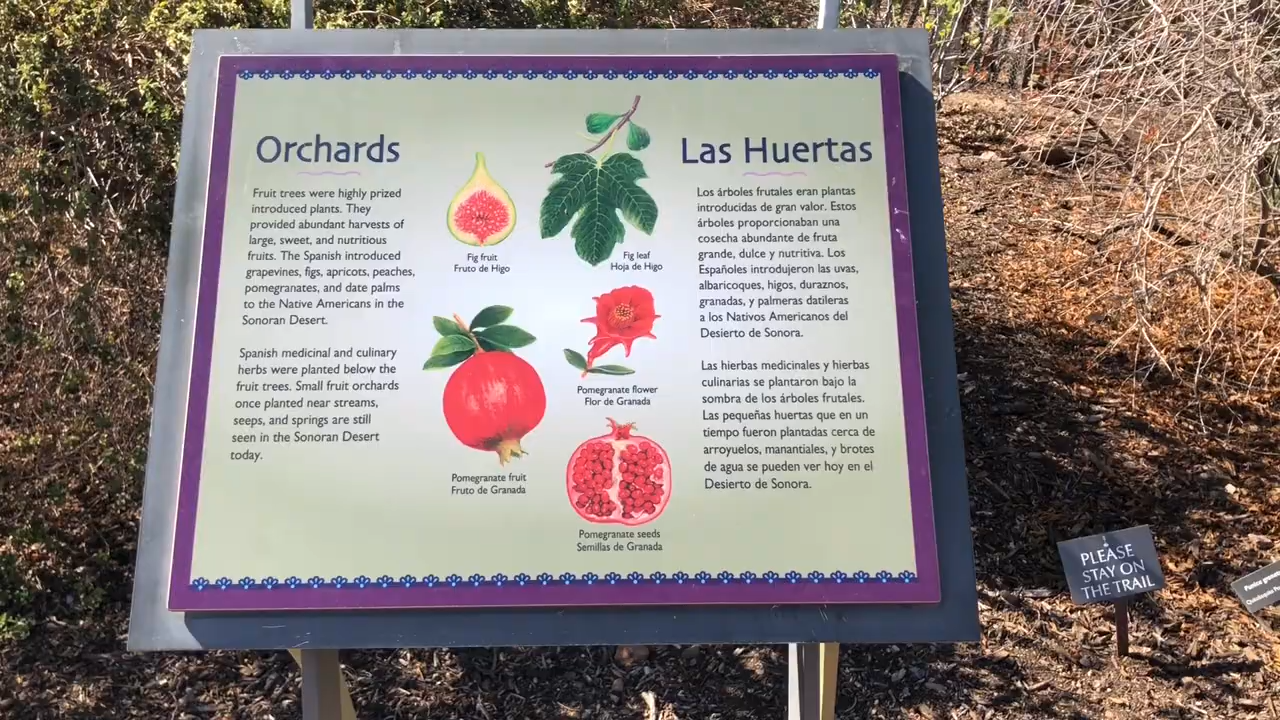 Orchards
Fruit trees were highly prized
introduced plants. They
provided abundant harvests of
large, sweet, and nutritious
fruits. The Spanish introduced
grapevines, figs, apricots, peaches,
pomegranates, and date palms
to the Native Americans in the
Sonoran Desert.
Spanish medicinal and culinary
herbs were planted below the
fruit trees. Small fruit orchards
once planted near streams,
seeps, and springs are still
seen in the Sonoran Desert
today.
Fig fruit
Fruto de Higo
Fig leaf
Hoja de Higo
Pomegranate flower
Flor de Granada
Pomegranate fruit
Fruto de Granada
Pomegranate seeds
Semillas de Granada
Las Huertas
Los árboles frutales eran plantas
introducidas de gran valor. Estos
árboles proporcionaban una
cosecha abundante de fruta
grande, dulce y nutritiva. Los
Españoles introdujeron las uvas,
albaricoques, higos, duraznos,
granadas, y palmeras datileras
a los Nativos Americanos del
Desierto de Sonora.
Las hierbas medicinales y hierbas
culinarias se plantaron bajo la
sombra de los árboles frutales.
Las pequeñas huertas que en un
tiempo fueron plantadas cerca de
arroyuelos, manantiales, y brotes
de agua se pueden ver hoy en el
Desierto de Sonora.
PLEASE
STAY ON
THE TRAIL